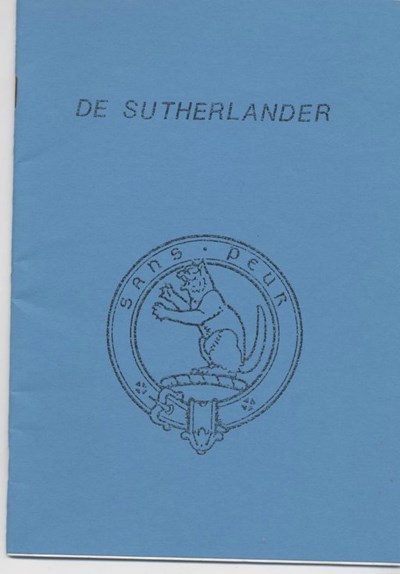 DE SUTHERLANDER
SANS · PEUR